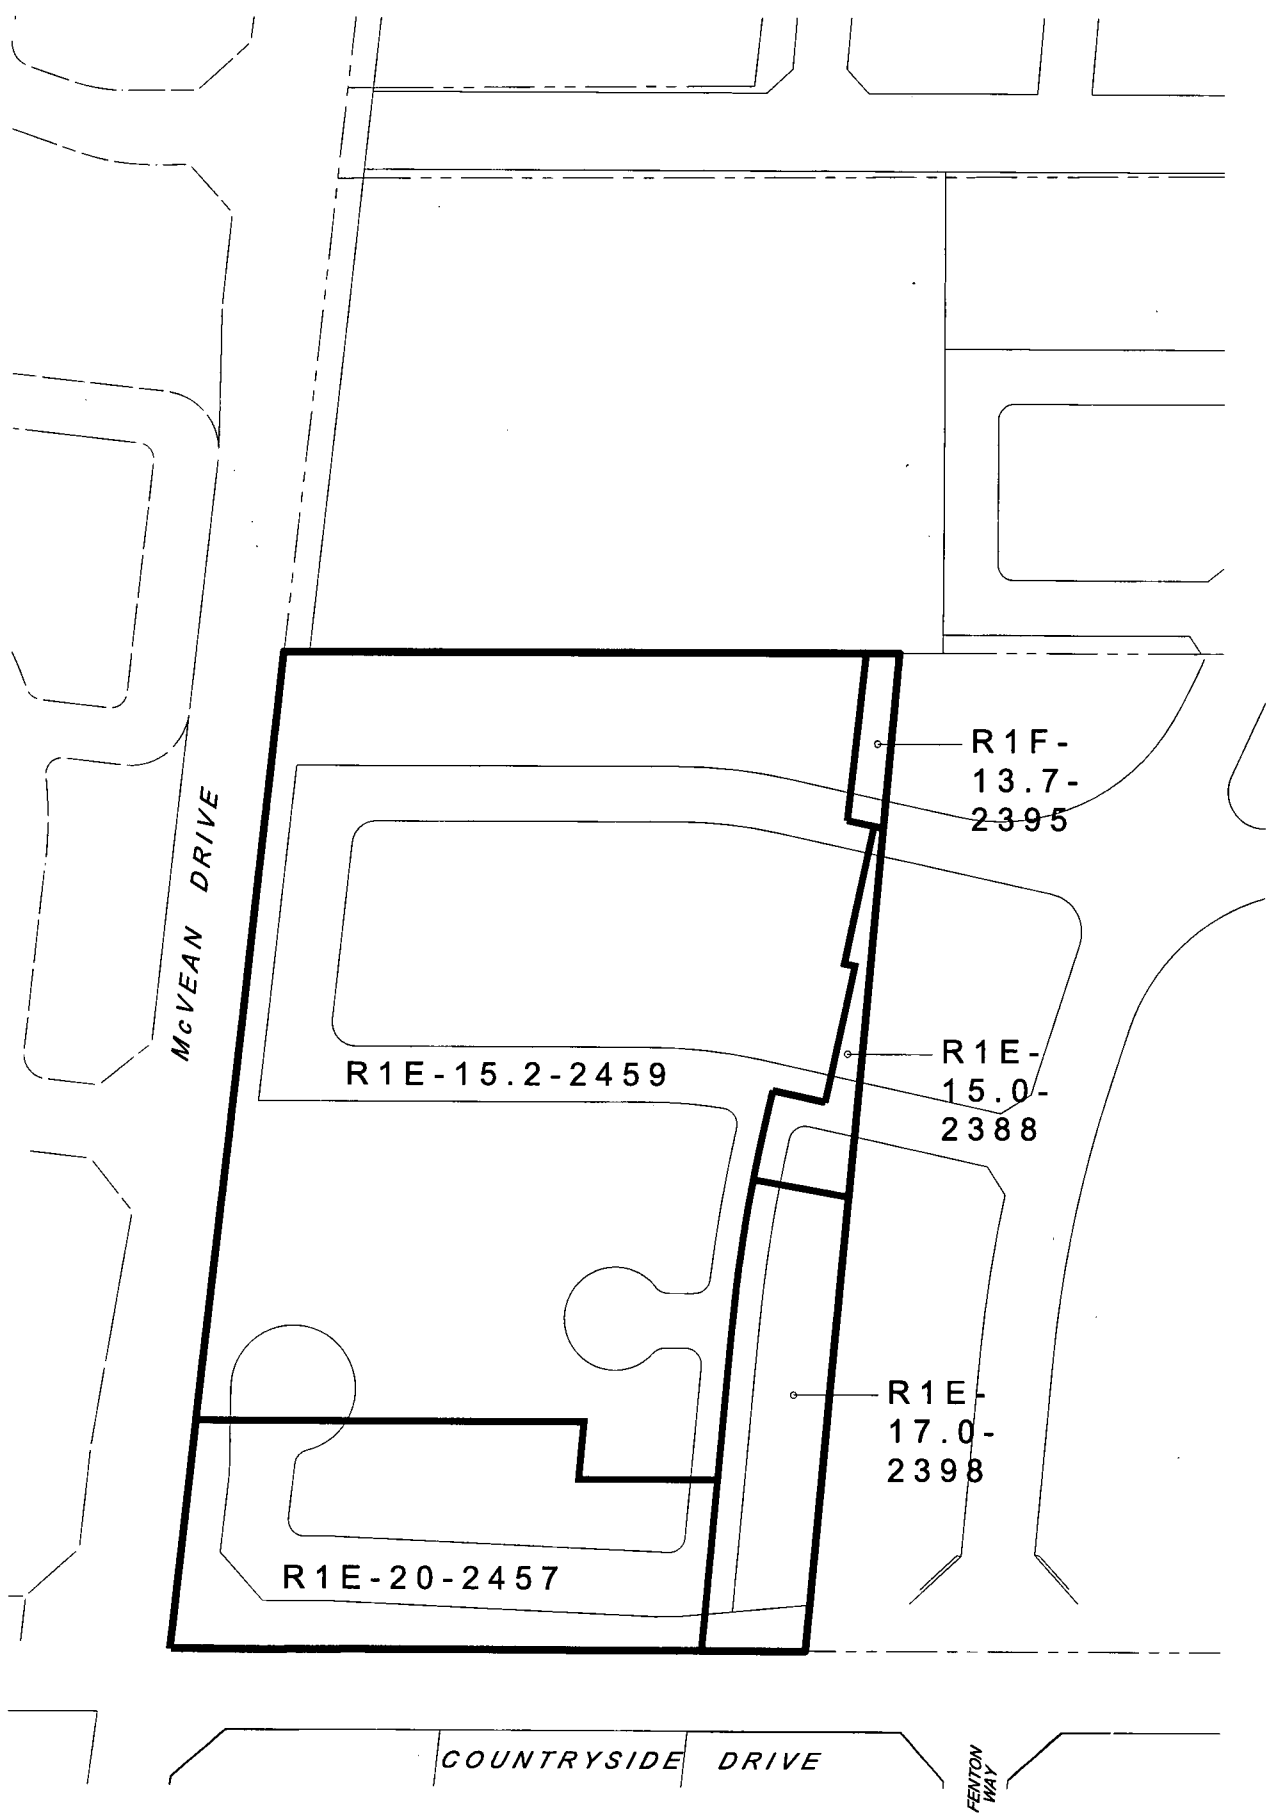 R1F-
13.7-
2395
McVEAN DRIVE
R1E-15.2-2459
R1E-
15.0-
2388
R1E-
17.0-
2398
R1E-20-2457
COUNTRYSIDE DRIVE
FENTON
WAY